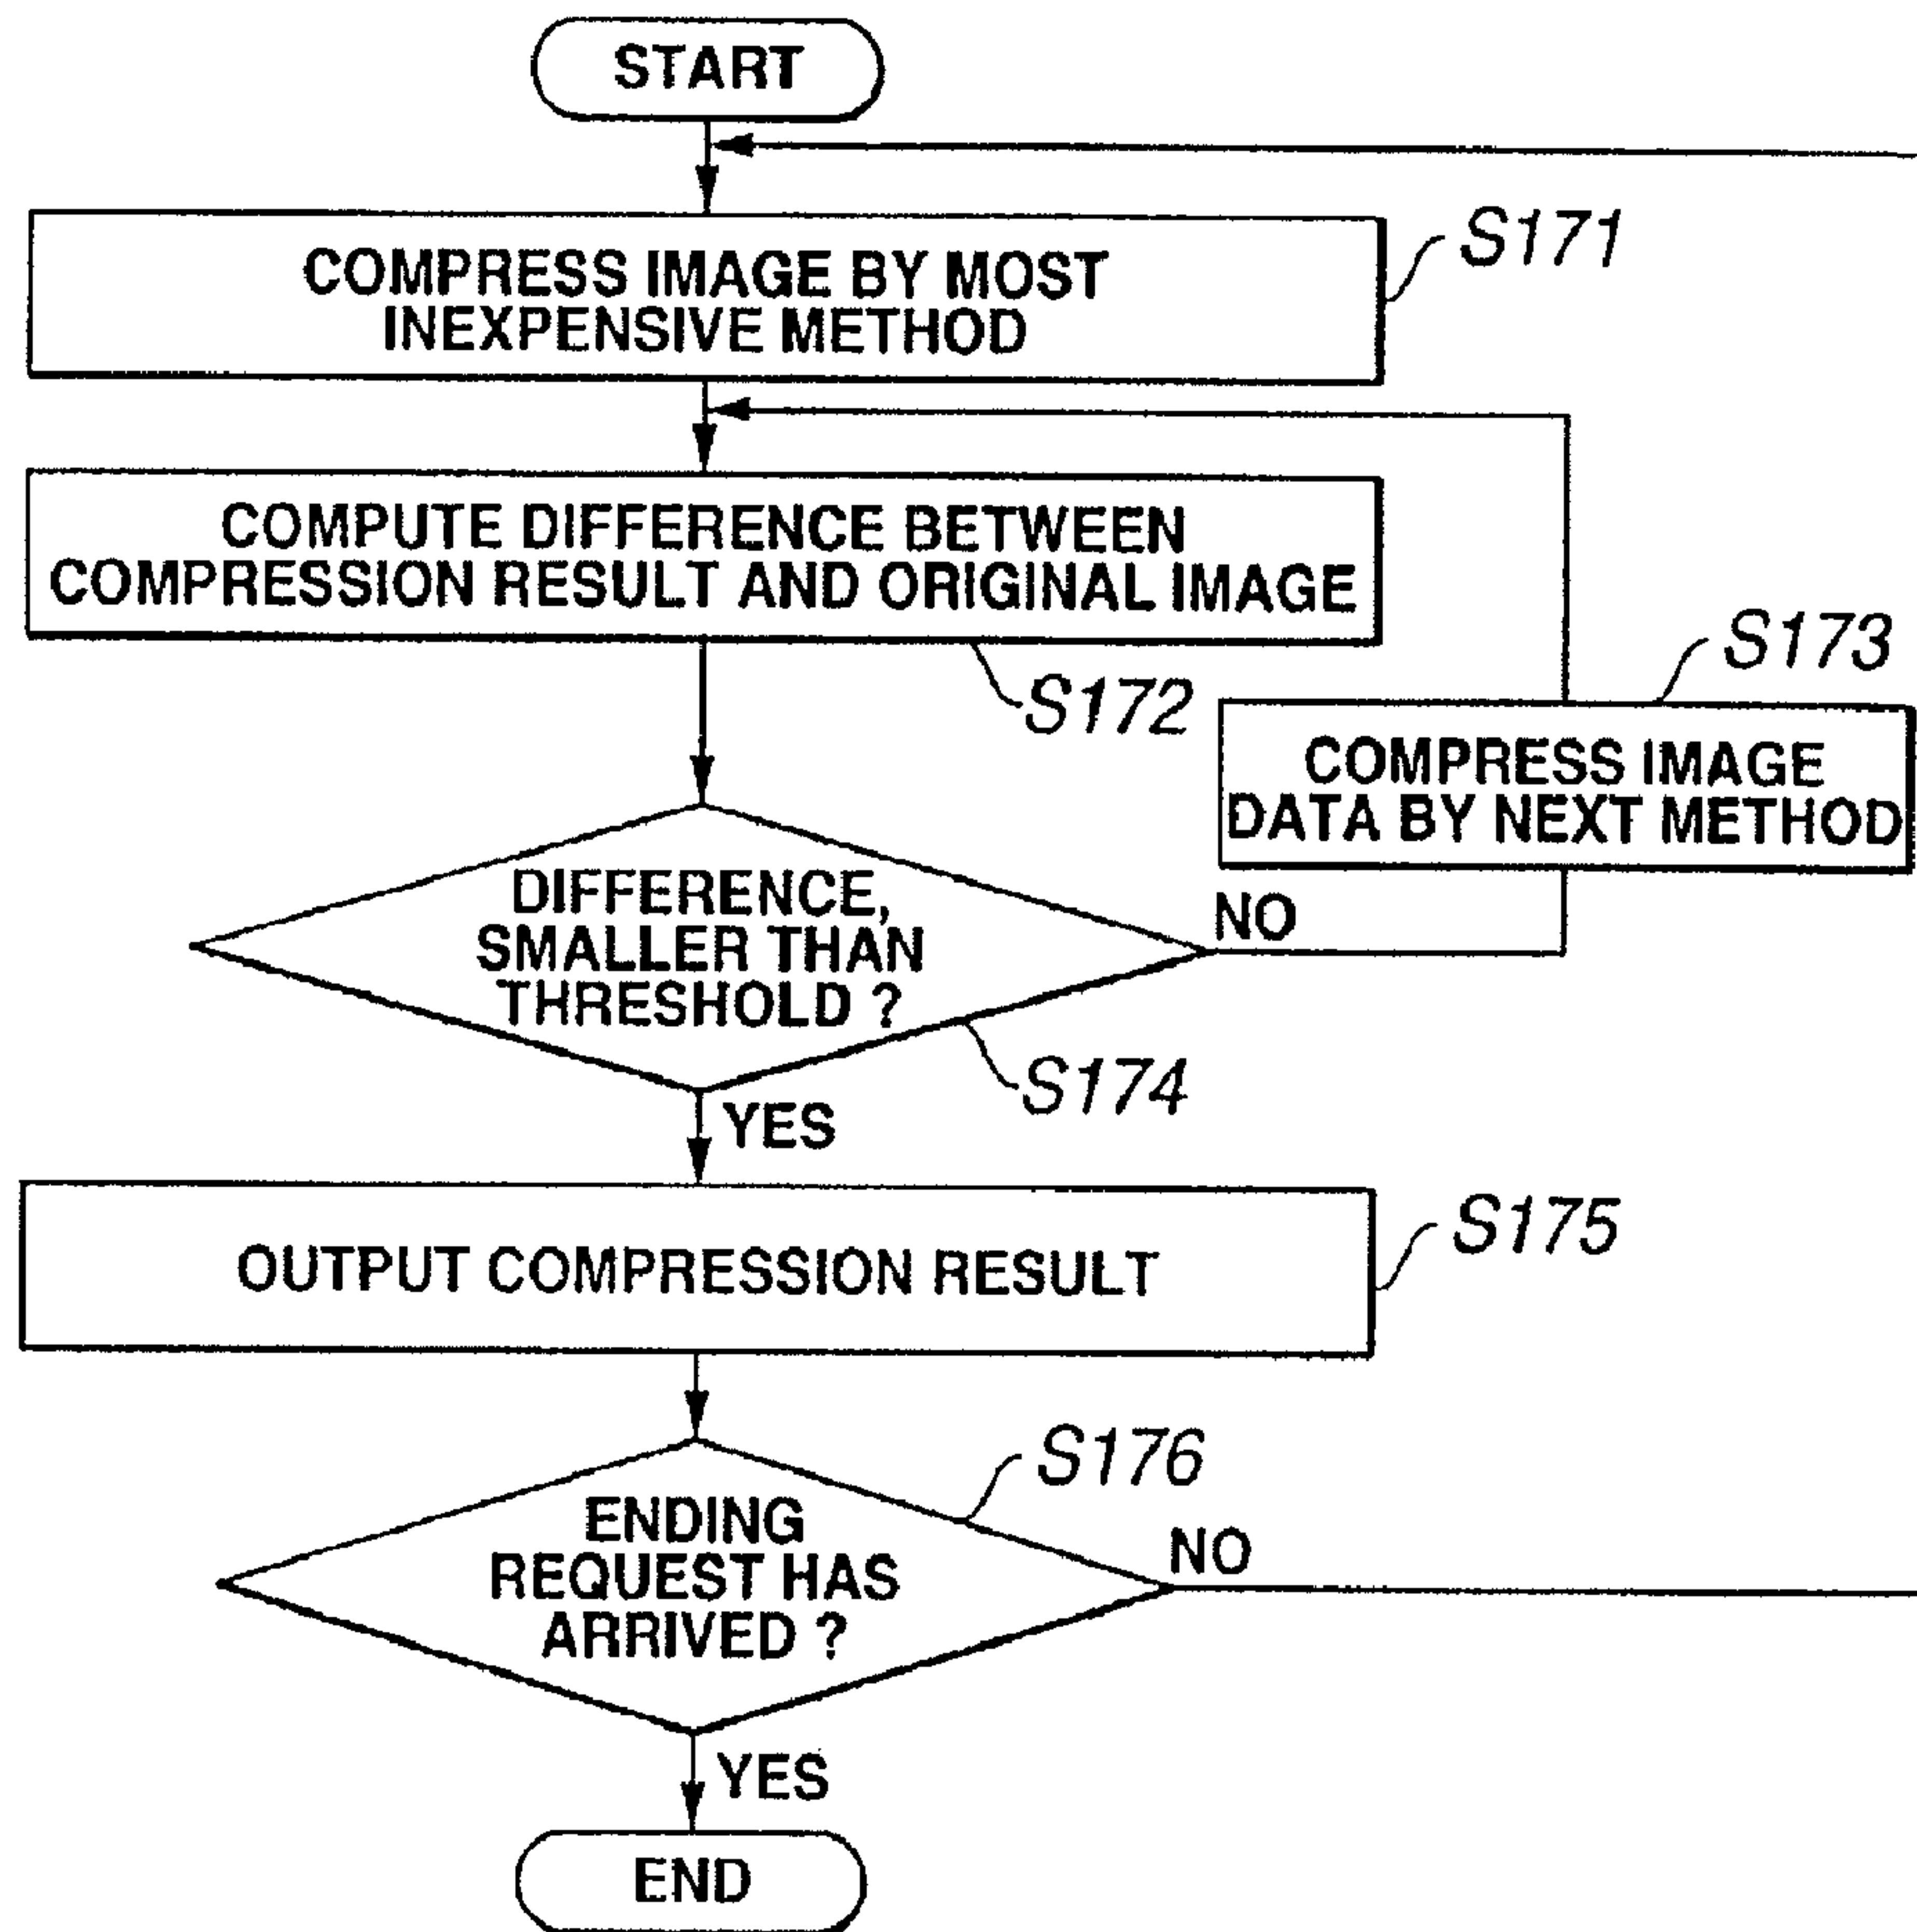 START
COMPRESS IMAGE BY MOST
INEXPENSIVE METHOD
S171
COMPUTE DIFFERENCE BETWEEN
COMPRESSION RESULT AND ORIGINAL IMAGE
S172
S173
COMPRESS IMAGE
DATA BY NEXT METHOD
DIFFERENCE,
SMALLER THAN
THRESHOLD ?
NO
S174
YES
OUTPUT COMPRESSION RESULT
S175
S176
ENDING
REQUEST HAS
ARRIVED ?
NO
YES
END